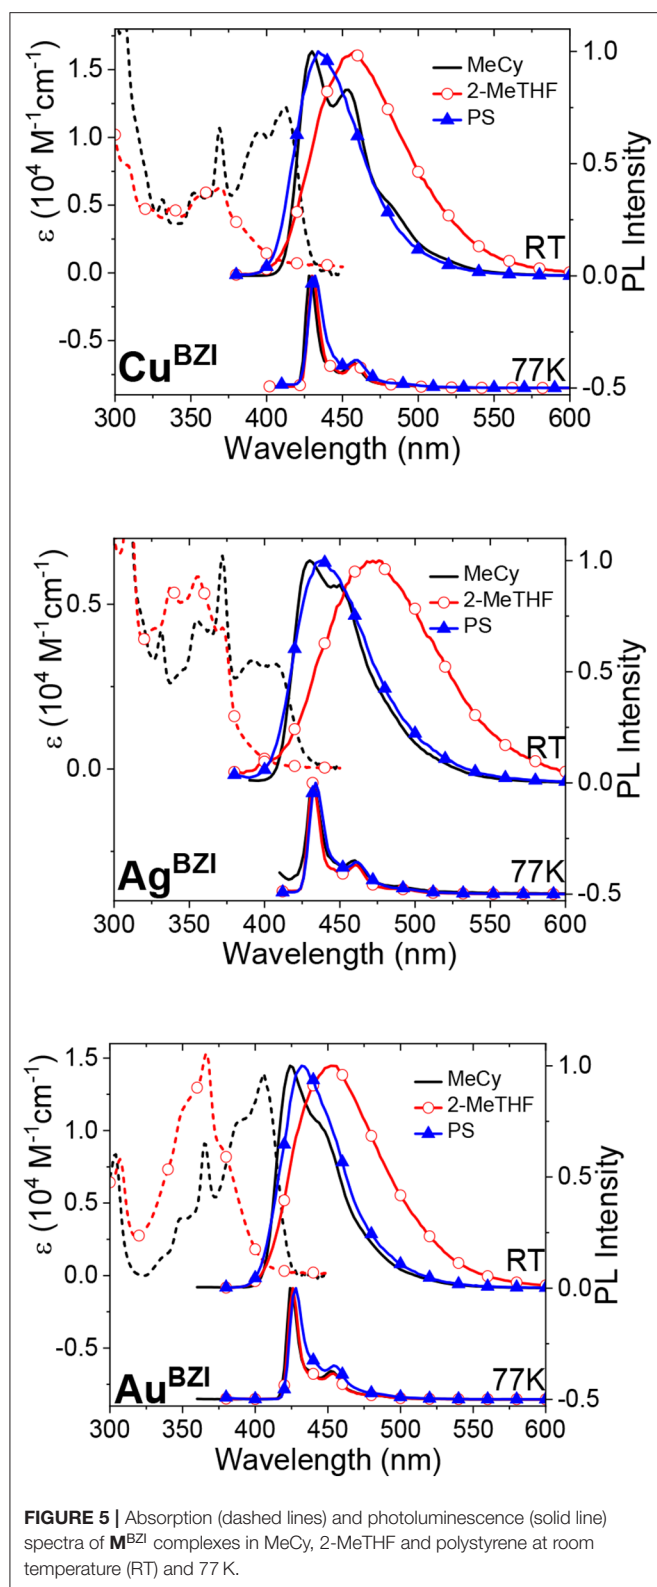 1.5
1.0
0.5
0.0
-0.5
ε (10⁴ M⁻¹cm⁻¹)
1.0
0.5
0.0
-0.5
PL Intensity
MeCy
2-MeTHF
PS
RT
77K
Cu^BZI
300 350 400 450 500 550 600
Wavelength (nm)
0.5
0.0
ε (10⁴ M⁻¹cm⁻¹)
1.0
0.5
0.0
-0.5
PL Intensity
MeCy
2-MeTHF
PS
RT
77K
Ag^BZI
300 350 400 450 500 550 600
Wavelength (nm)
1.5
1.0
0.5
0.0
-0.5
ε (10⁴ M⁻¹cm⁻¹)
1.0
0.5
0.0
-0.5
PL Intensity
MeCy
2-MeTHF
PS
RT
77K
Au^BZI
300 350 400 450 500 550 600
Wavelength (nm)
FIGURE 5 | Absorption (dashed lines) and photoluminescence (solid line)
spectra of M^BZI complexes in MeCy, 2-MeTHF and polystyrene at room
temperature (RT) and 77 K.